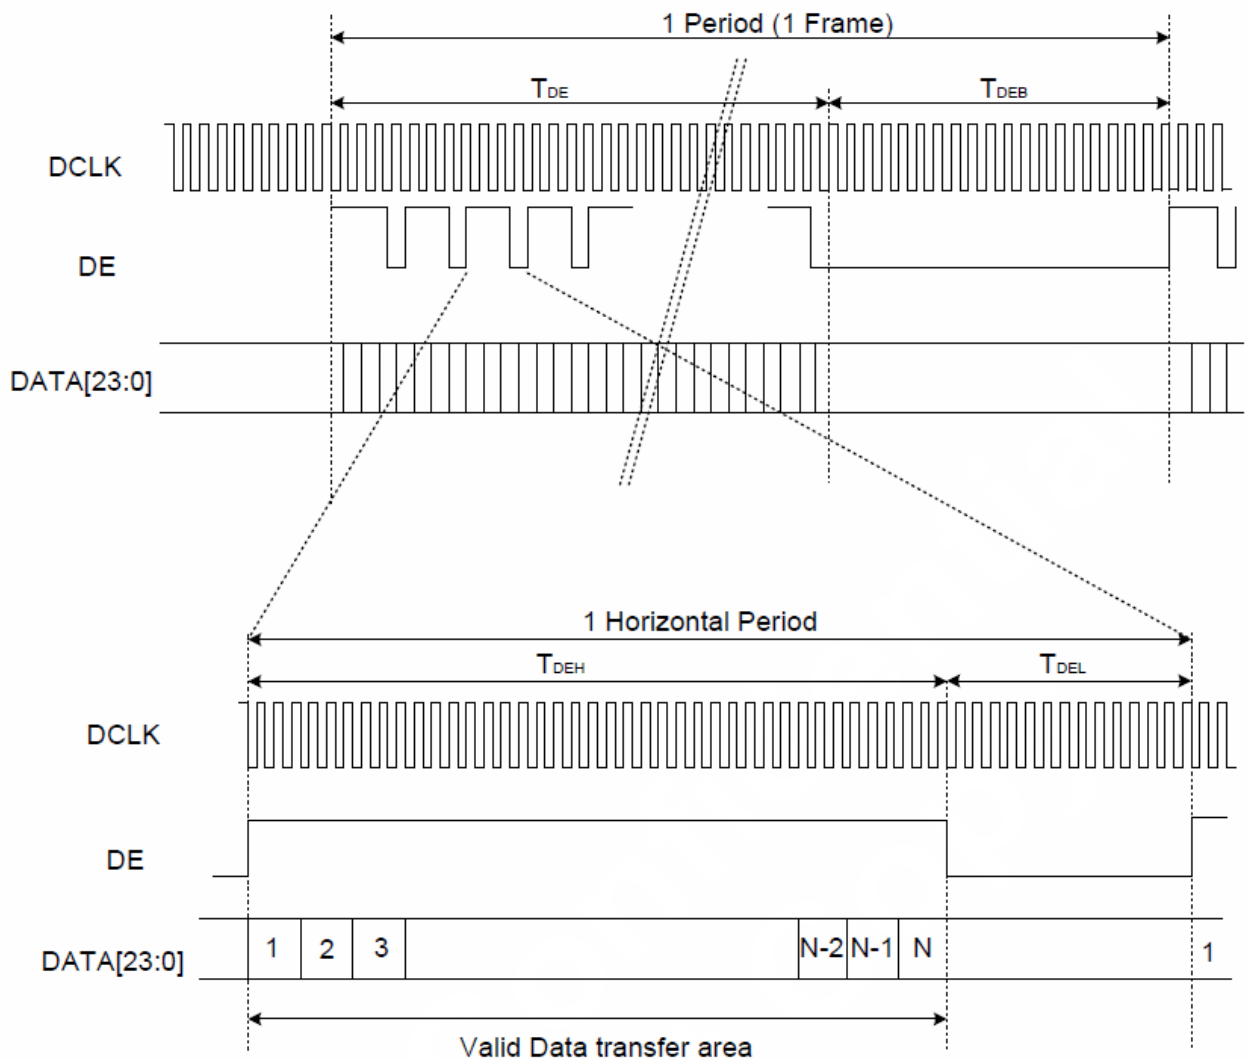 1 Period (1 Frame)
TDE
TDEB
DCLK
DE
DATA[23:0]
1 Horizontal Period
TDEH
TDEL
DCLK
DE
DATA[23:0]
1 2 3 N-2 N-1 N 1
Valid Data transfer area